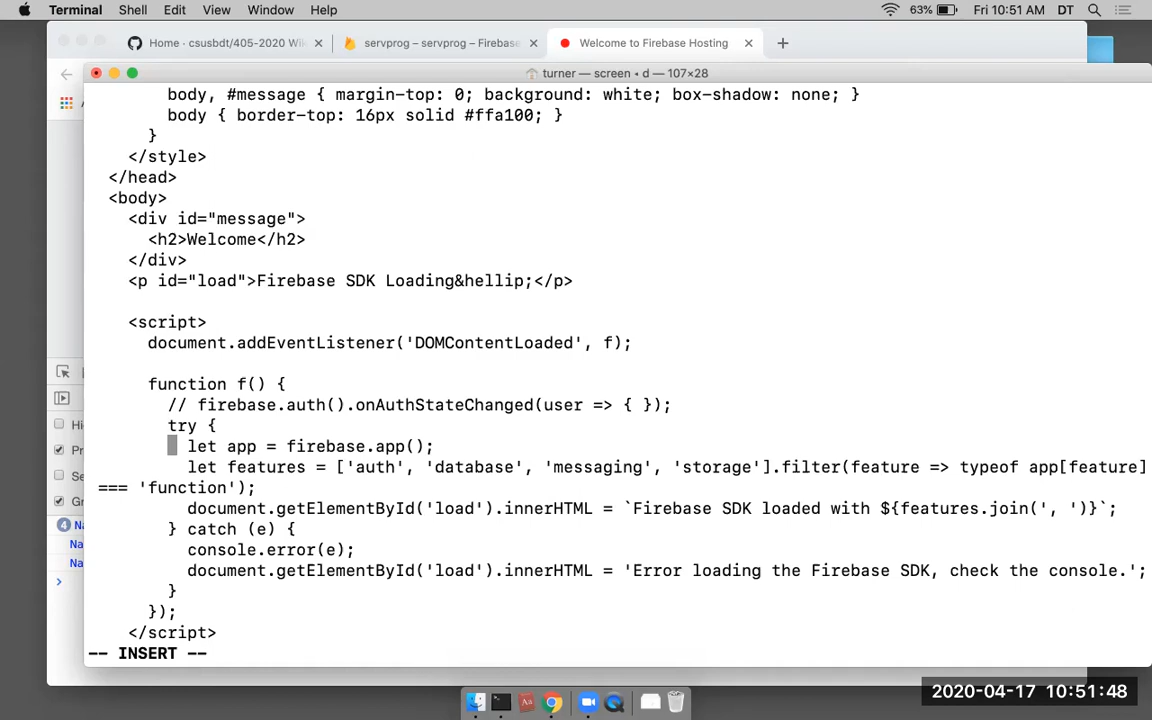 Terminal Shell Edit View Window Help 63% Fri 10:51 AM DT
Home · csusbdt/405-2020 Wi
servprog – servprog – Firebase
Welcome to Firebase Hosting
turner — screen ◂ d — 107×28
body, #message { margin-top: 0; background: white; box-shadow: none; }
body { border-top: 16px solid #ffa100; }
}
</style>
</head>
<body>
<div id="message">
<h2>Welcome</h2>
</div>
<p id="load">Firebase SDK Loading&hellip;</p>
<script>
document.addEventListener('DOMContentLoaded', f);
function f() {
// firebase.auth().onAuthStateChanged(user => { });
try {
let app = firebase.app();
let features = ['auth', 'database', 'messaging', 'storage'].filter(feature => typeof app[feature]
=== 'function');
document.getElementById('load').innerHTML = `Firebase SDK loaded with ${features.join(', ')}`;
} catch (e) {
console.error(e);
document.getElementById('load').innerHTML = 'Error loading the Firebase SDK, check the console.';
}
});
</script>
-- INSERT --
2020-04-17 10:51:48